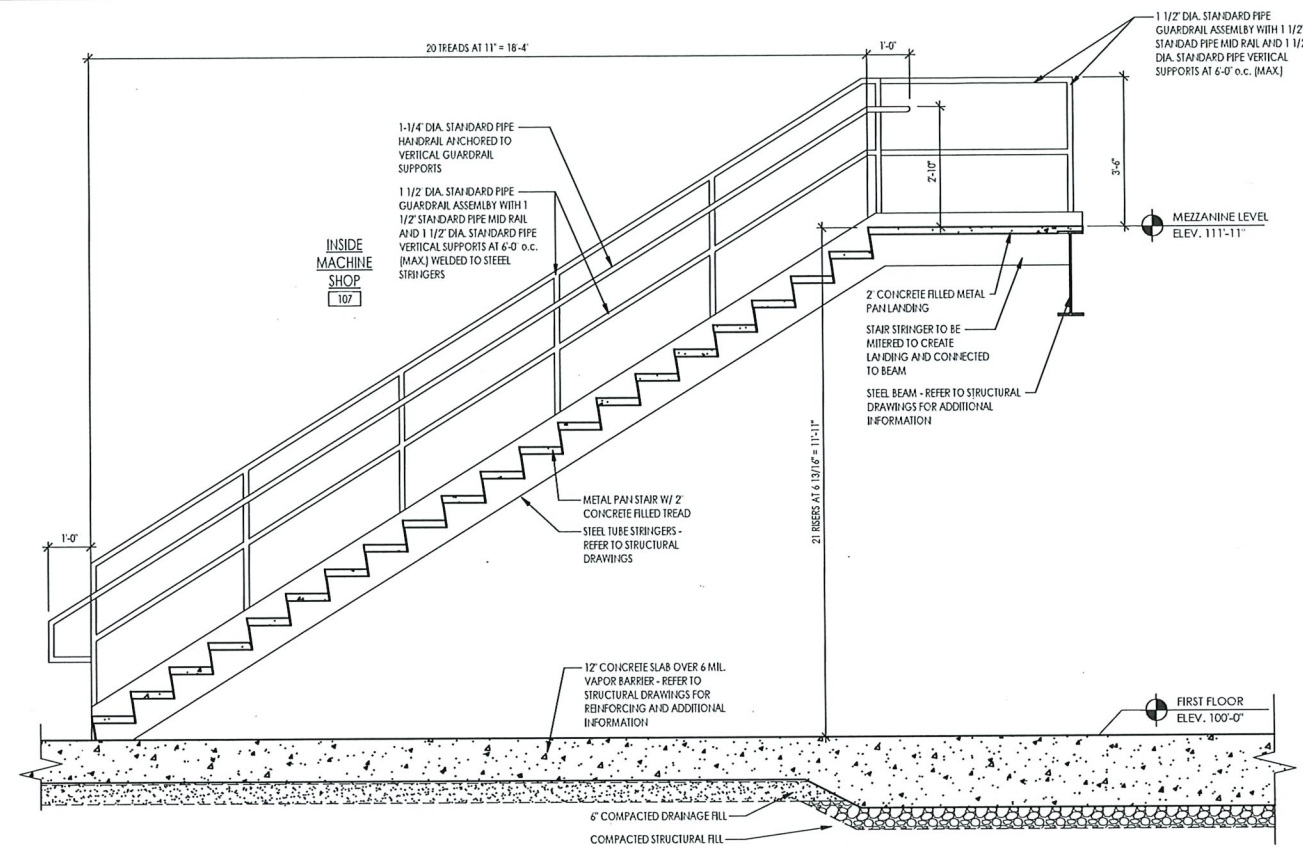 20 TREADS AT 11" = 18'-4"
1'-0"
1 1/2" DIA. STANDARD PIPE
GUARDRAIL ASSEMLBY WITH 1 1/2"
STANDAD PIPE MID RAIL AND 1 1/2
DIA. STANDARD PIPE VERTICAL
SUPPORTS AT 6'-0" o.c. (MAX.)
1-1/4" DIA. STANDARD PIPE
HANDRAIL ANCHORED TO
VERTICAL GUARDRAIL
SUPPORTS
1 1/2" DIA. STANDARD PIPE
GUARDRAIL ASSEMLBY WITH 1
1/2" STANDARD PIPE MID RAIL
AND 1 1/2" DIA. STANDARD PIPE
VERTICAL SUPPORTS AT 6'-0" o.c.
(MAX.) WELDED TO STEEEL
STRINGERS
INSIDE
MACHINE
SHOP
107
2'-10"
3'-6"
MEZZANINE LEVEL
ELEV. 111'-11"
2" CONCRETE FILLED METAL
PAN LANDING
STAIR STRINGER TO BE
MITERED TO CREATE
LANDING AND CONNECTED
TO BEAM
STEEL BEAM - REFER TO STRUCTURAL
DRAWINGS FOR ADDITIONAL
INFORMATION
21 RISERS AT 6 13/16" = 11'-11"
METAL PAN STAIR W/ 2"
CONCRETE FILLED TREAD
STEEL TUBE STRINGERS -
REFER TO STRUCTURAL
DRAWINGS
1'-0"
12" CONCRETE SLAB OVER 6 MIL.
VAPOR BARRIER - REFER TO
STRUCTURAL DRAWINGS FOR
REINFORCING AND ADDITIONAL
INFORMATION
FIRST FLOOR
ELEV. 100'-0"
6" COMPACTED DRAINAGE FILL
COMPACTED STRUCTURAL FILL